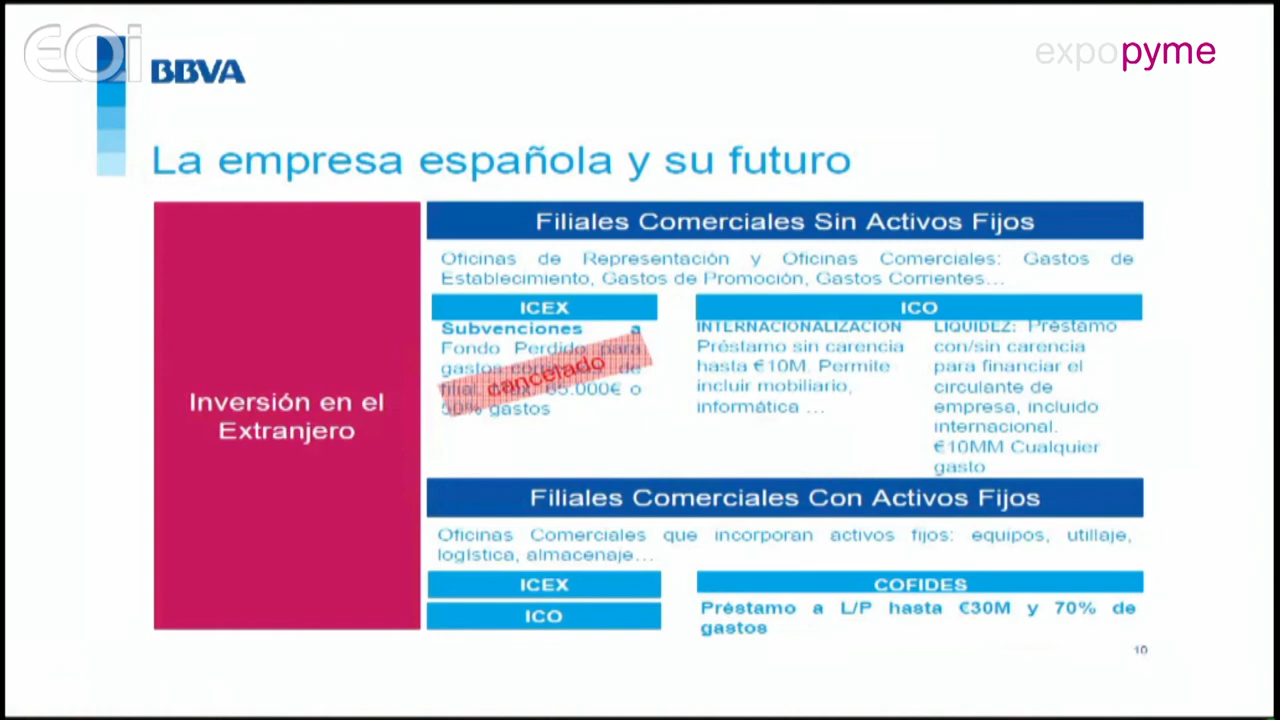 EOi
BBVA
expopyme
La empresa española y su futuro
Inversión en el
Extranjero
Filiales Comerciales Sin Activos Fijos
Oficinas de Representación y Oficinas Comerciales: Gastos de
Establecimiento, Gastos de Promoción, Gastos Corrientes...
ICEX
Subvenciones a
Fondo Perdido para
gastos de
filial 65.000€ o
50% gastos
cancelado
ICO
INTERNACIONALIZACION
Préstamo sin carencia
hasta €10M. Permite
incluir mobiliario,
informática ...
LIQUIDEZ: Préstamo
con/sin carencia
para financiar el
circulante de
empresa, incluido
internacional.
€10MM Cualquier
gasto
Filiales Comerciales Con Activos Fijos
Oficinas Comerciales que incorporan activos fijos: equipos, utillaje,
logística, almacenaje...
ICEX
ICO
COFIDES
Préstamo a L/P hasta €30M y 70% de
gastos
10